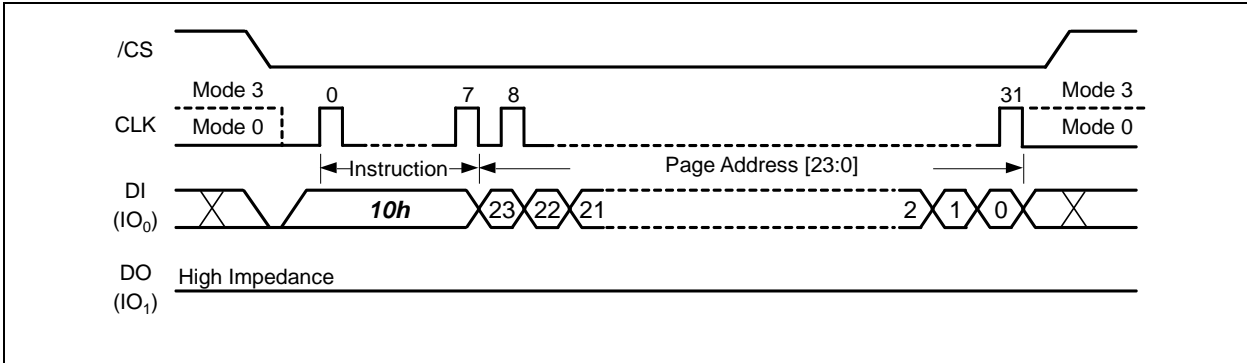 /CS
Mode 3 0 7 8 31 Mode 3
CLK Mode 0 Mode 0
Instruction Page Address [23:0]
DI
(IO0) 10h 23 22 21 2 1 0
DO High Impedance
(IO1)